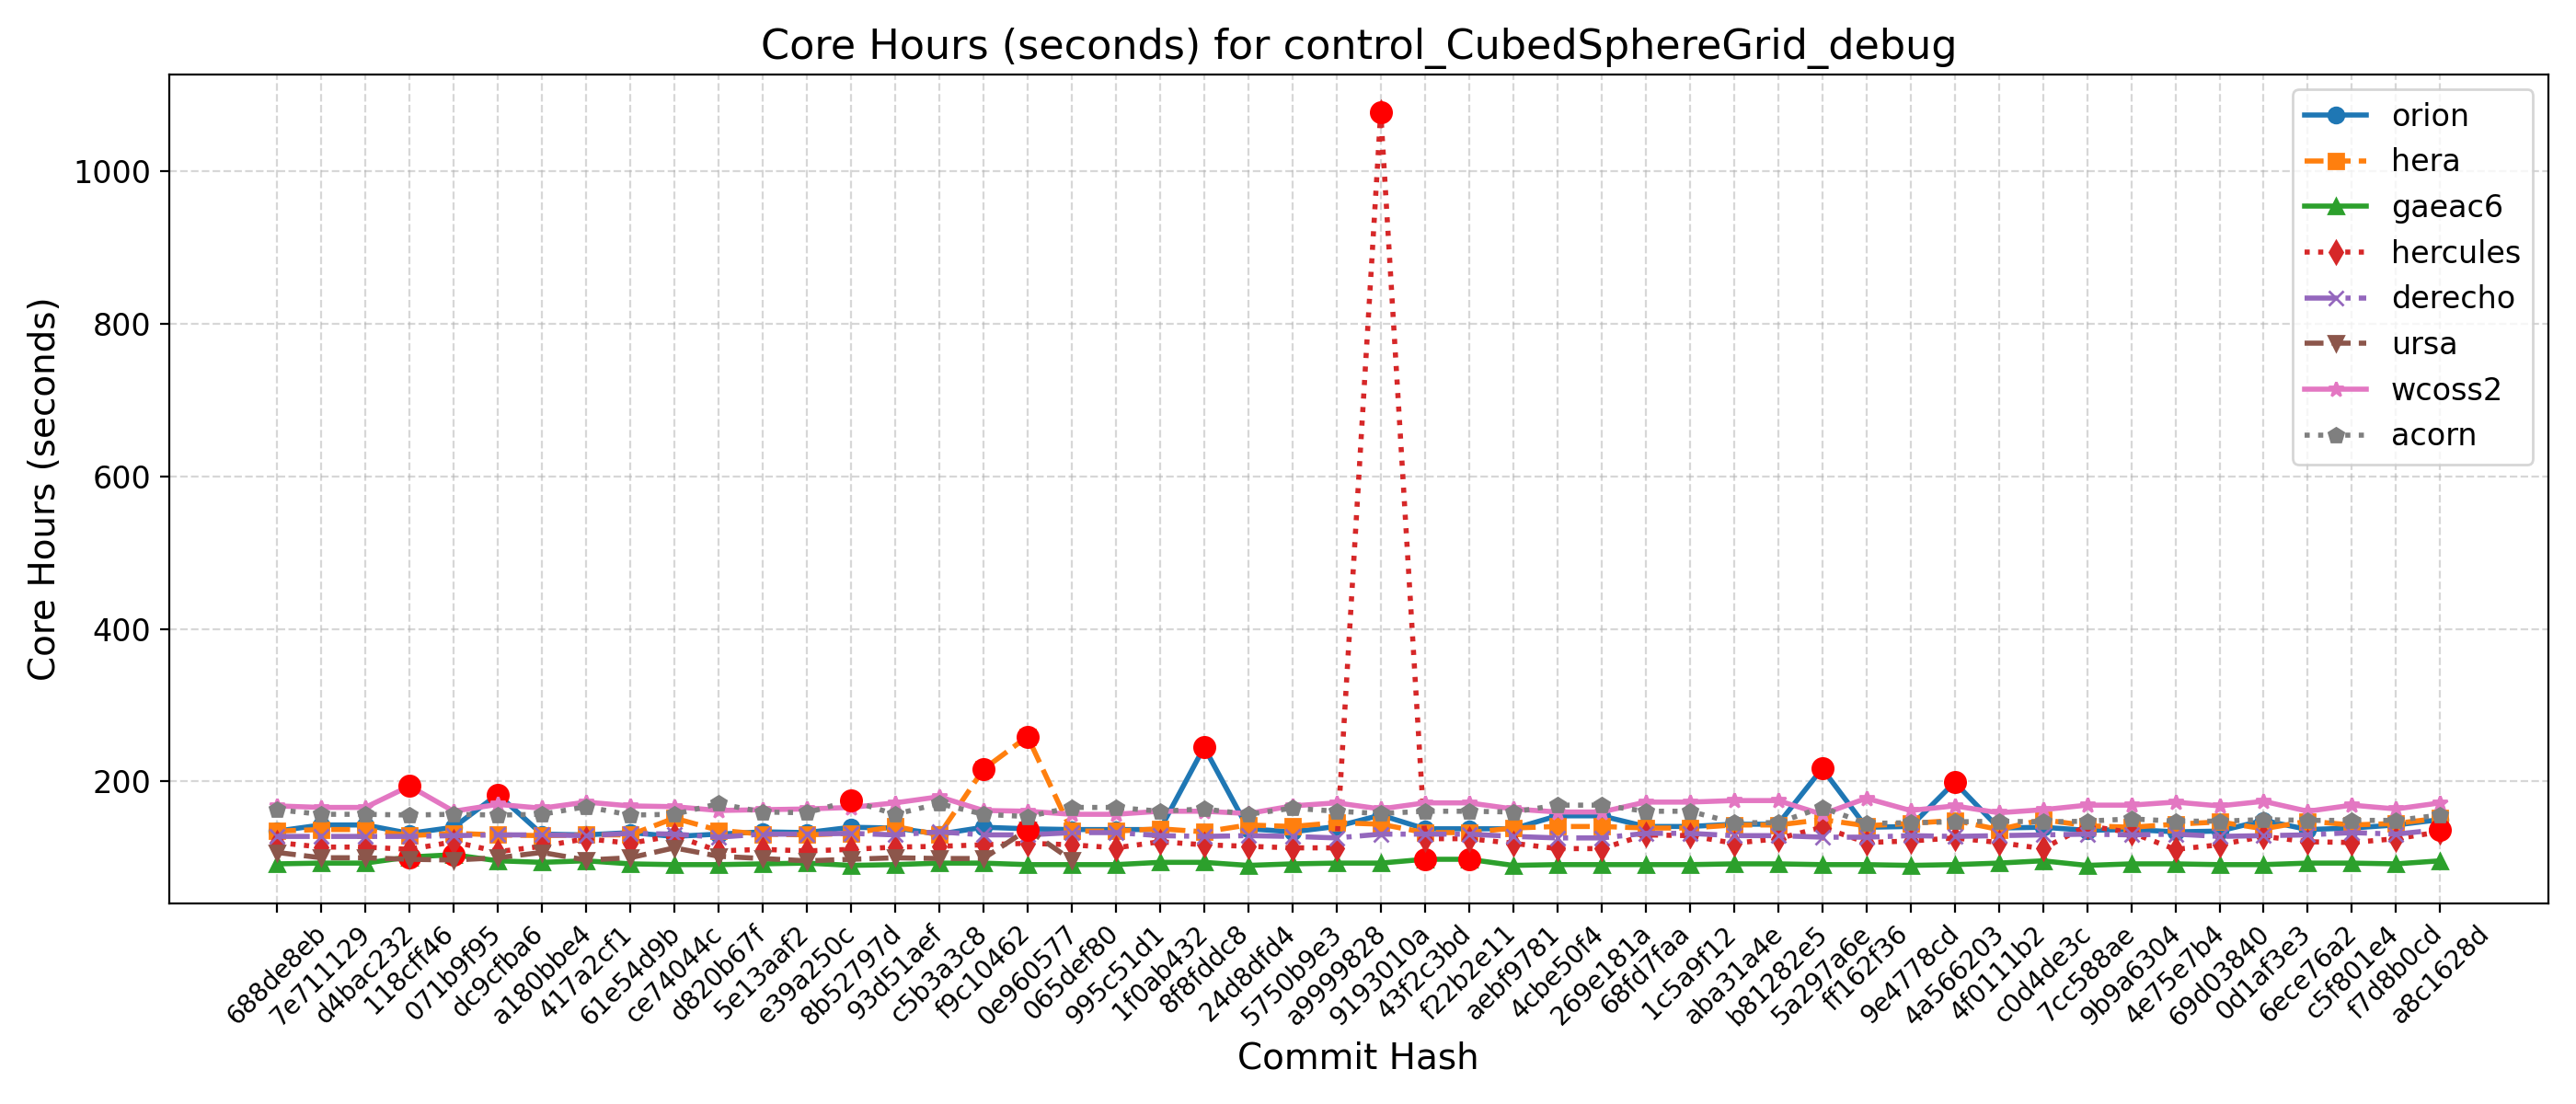 Core Hours (seconds) for control_CubedSphereGrid_debug
Core Hours (seconds)
1000
800
600
400
200
orion
hera
gaeac6
hercules
derecho
ursa
wcoss2
acorn
688de8eb
7e711129
d4bac232
118cff46
071b9f95
dc9cfba6
a180bbe4
417a2cf1
61e54d9b
ce74044c
d820b67f
5e13aaf2
e39a250c
8b52797d
93d51aef
c5b3a3c8
f9c10462
0e960577
065def80
995c51d1
1f0ab432
8f8fddc8
24d8dfd4
5750b9e3
a9999828
9193010a
43f2c3bd
f22b2e11
aebf9781
4cbe50f4
269e181a
68fd7faa
1c5a9f12
aba31a4e
b81282e5
5a297a6e
ff162f36
9e4778cd
4a566203
4f0111b2
c0d4de3c
7cc588ae
9b9a6304
4e75e7b4
69d03840
0d1af3e3
6ece76a2
c5f801e4
f7d8b0cd
a8c1628d
Commit Hash